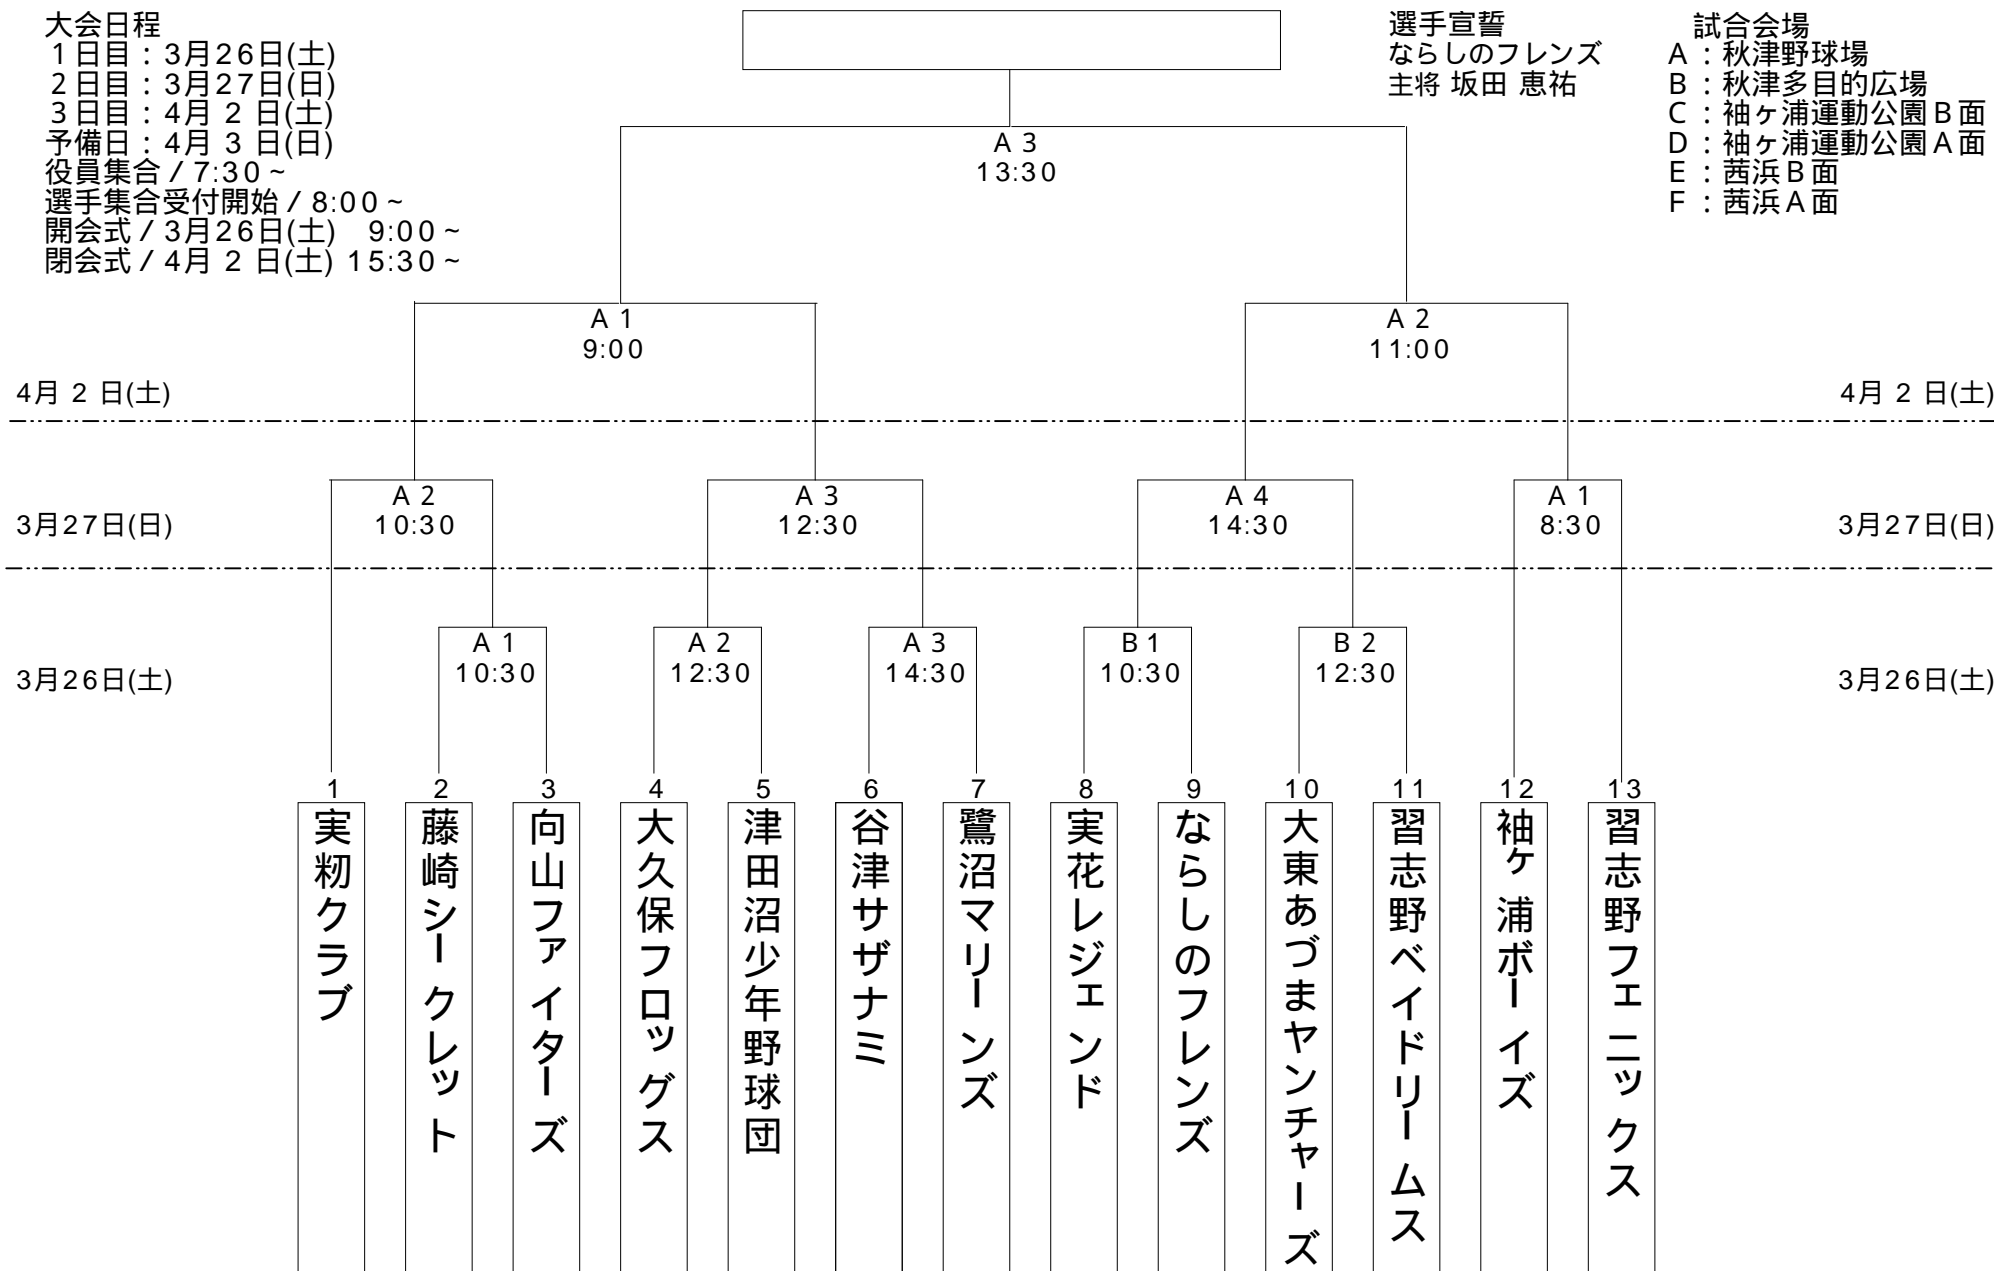 大会日程
1日目：3月26日(土)
2日目：3月27日(日)
3日目：4月 2 日(土)
予備日：4月 3 日(日)
役員集合 / 7:30 ~
選手集合受付開始 / 8:00 ~
開会式 / 3月26日(土)　9:00 ~
閉会式 / 4月 2 日(土) 15:30 ~
選手宣誓
ならしのフレンズ
主将 坂田 恵祐
試合会場
A：秋津野球場
B：秋津多目的広場
C：袖ヶ浦運動公園B面
D：袖ヶ浦運動公園A面
E：茜浜B面
F：茜浜A面
A 3
13:30
A 1
9:00
A 2
11:00
4月 2 日(土)
4月 2 日(土)
A 2
10:30
A 3
12:30
A 4
14:30
A 1
8:30
3月27日(日)
3月27日(日)
A 1
10:30
A 2
12:30
A 3
14:30
B 1
10:30
B 2
12:30
3月26日(土)
3月26日(土)
1
実籾クラブ
2
藤崎シークレット
3
向山ファイターズ
4
大久保フロッグス
5
津田沼少年野球団
6
谷津サザナミ
7
鷺沼マリーンズ
8
実花レジェンド
9
ならしのフレンズ
10
大東あづまヤンチャーズ
11
習志野ベイドリームス
12
袖ヶ浦ボーイズ
13
習志野フェニックス